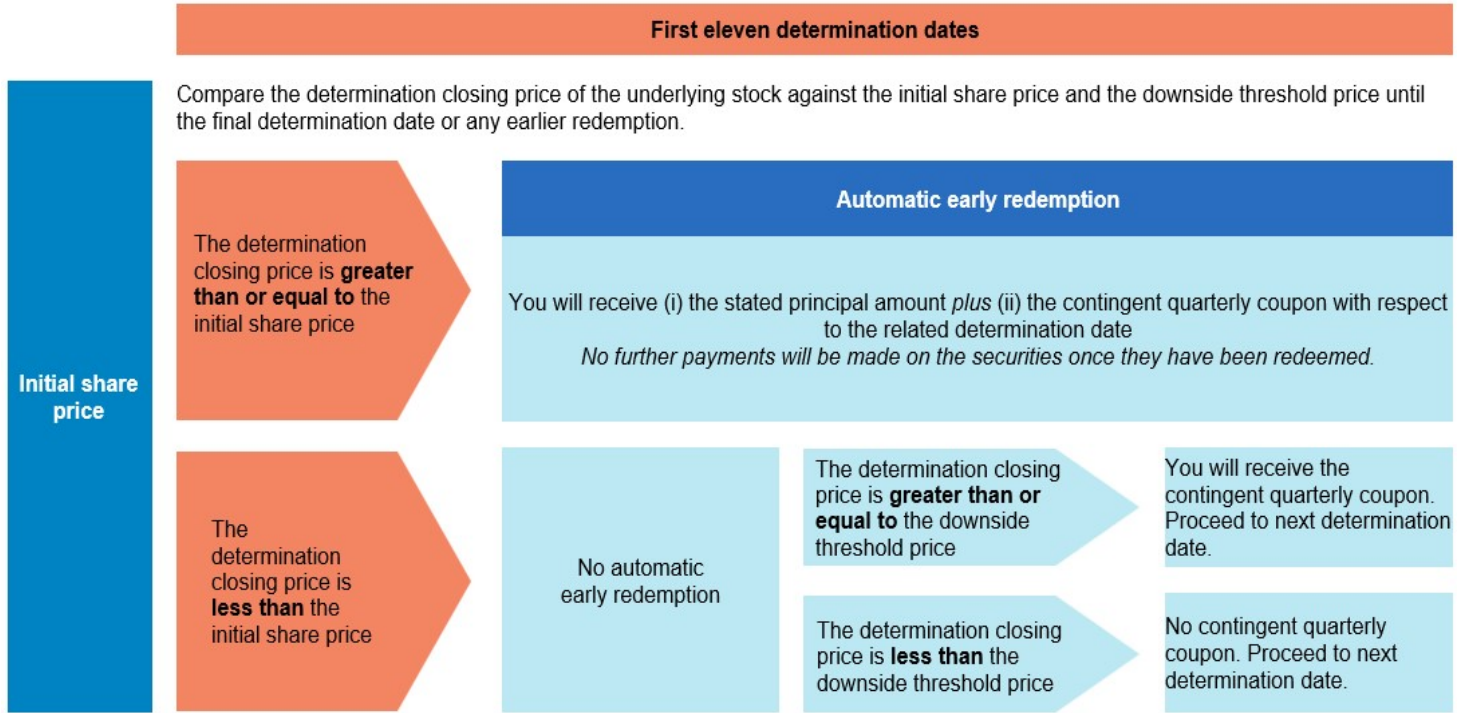 First eleven determination dates
Compare the determination closing price of the underlying stock against the initial share price and the downside threshold price until
the final determination date or any earlier redemption.
Initial share
price
The determination
closing price is greater
than or equal to the
initial share price
Automatic early redemption
You will receive (i) the stated principal amount plus (ii) the contingent quarterly coupon with respect
to the related determination date
No further payments will be made on the securities once they have been redeemed.
The
determination
closing price is
less than the
initial share price
No automatic
early redemption
The determination closing
price is greater than or
equal to the downside
threshold price
You will receive the
contingent quarterly coupon.
Proceed to next determination
date.
The determination closing
price is less than the
downside threshold price
No contingent quarterly
coupon. Proceed to next
determination date.